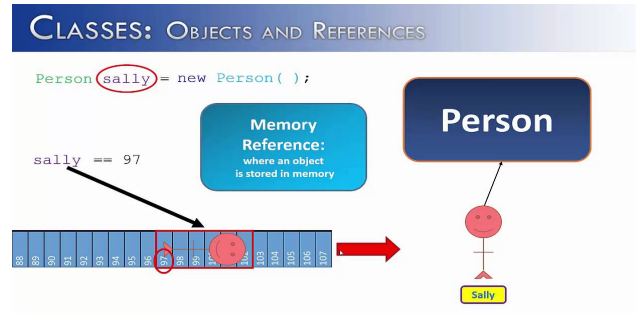 CLASSES: OBJECTS AND REFERENCES
Person sally = new Person( );
Memory
Reference:
where an object
is stored in memory
Person
sally == 97
88 89 90 91 92 93 94 95 96 97 98 99 102 103 104 105 106 107
Sally